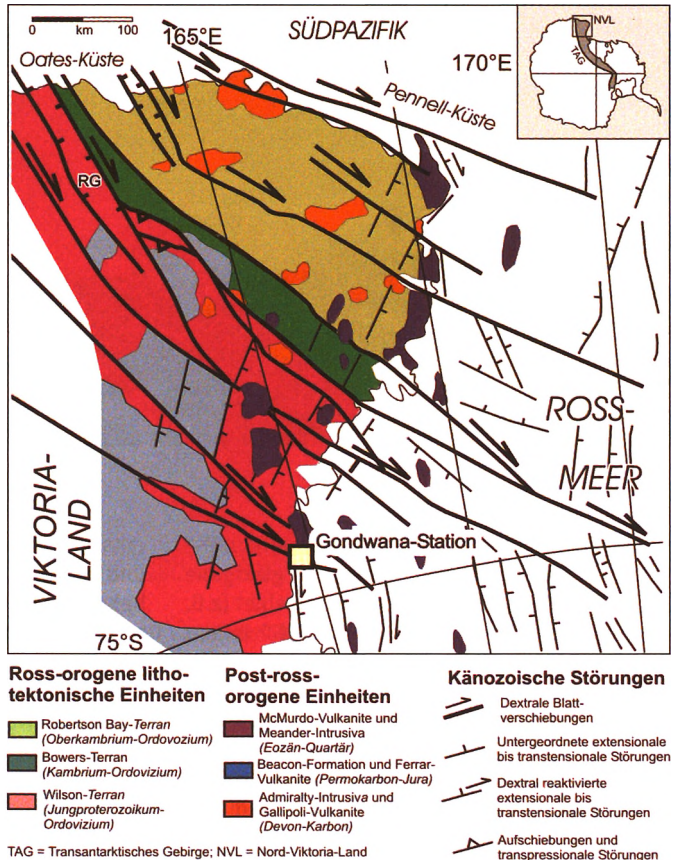 0 km 100
165°E
SÜDPAZIFIK
170°E
NVL
TAG
Oates-Küste
Pennell-Küste
RG
ROSS-
MEER
VIKTORIA-
LAND
Gondwana-Station
75°S
Ross-orogene litho-
tektonische Einheiten
Robertson Bay-Terran
(Oberkambrium-Ordovozium)
Bowers-Terran
(Kambrium-Ordovizium)
Wilson-Terran
(Jungproterozoikum-
Ordovizium)
Post-ross-
orogene Einheiten
McMurdo-Vulkanite und
Meander-Intrusiva
(Eozän-Quartär)
Beacon-Formation und Ferrar-
Vulkanite (Permokarbon-Jura)
Admiralty-Intrusiva und
Gallipoli-Vulkanite
(Devon-Karbon)
Känozoische Störungen
Dextrale Blatt-
verschiebungen
Untergeordnete extensionale
bis transtensionale Störungen
Dextral reaktivierte
extensionale bis
transtensionale Störungen
Aufschiebungen und
transpressionale Störungen
TAG = Transantarktisches Gebirge; NVL = Nord-Viktoria-Land